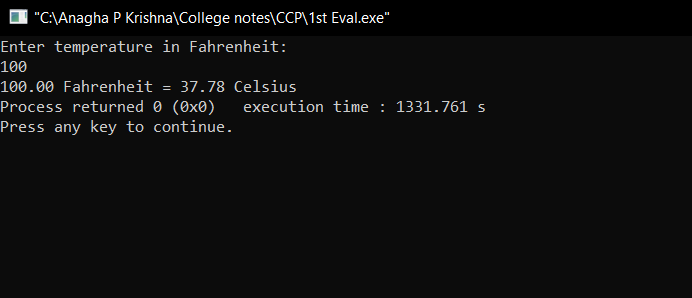 "C:\Anagha P Krishna\College notes\CCP\1st Eval.exe"
Enter temperature in Fahrenheit:
100
100.00 Fahrenheit = 37.78 Celsius
Process returned 0 (0x0)   execution time : 1331.761 s
Press any key to continue.